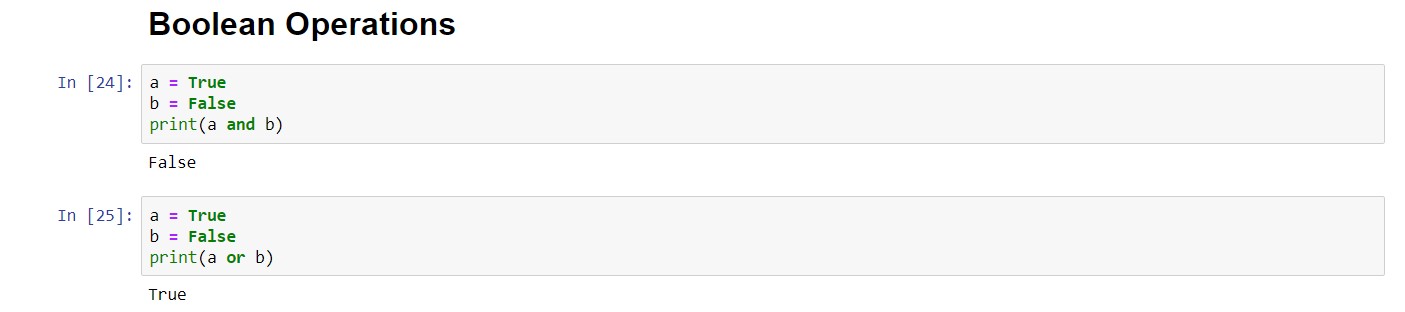 Boolean Operations
In [24]: a = True
b = False
print(a and b)
False
In [25]: a = True
b = False
print(a or b)
True